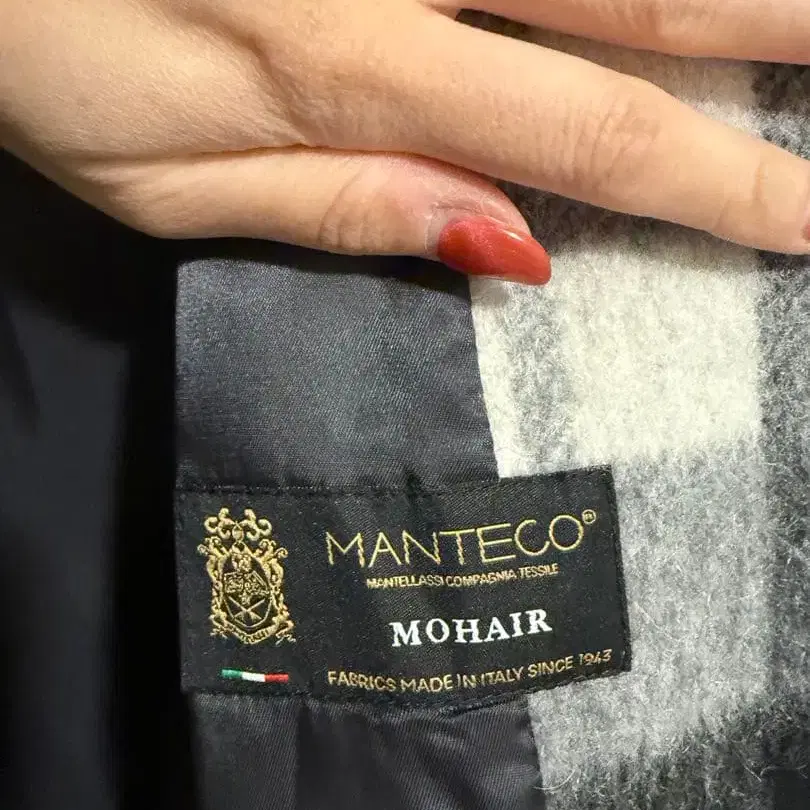 MANTECO®
MANTELLASSI COMPAGNIA TESSILE
MOHAIR
FABRICS MADE IN ITALY SINCE 1943